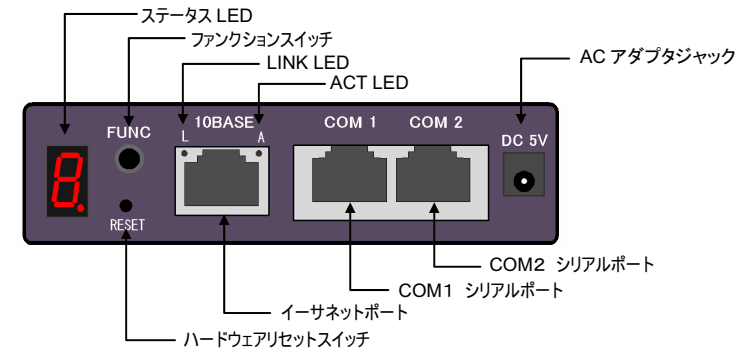 ステータス LED
ファンクションスイッチ
LINK LED
ACT LED
AC アダプタジャック
FUNC
10BASE
L
A
COM 1
COM 2
DC 5V
8.
RESET
COM2 シリアルポート
COM1 シリアルポート
イーサネットポート
ハードウェアリセットスイッチ